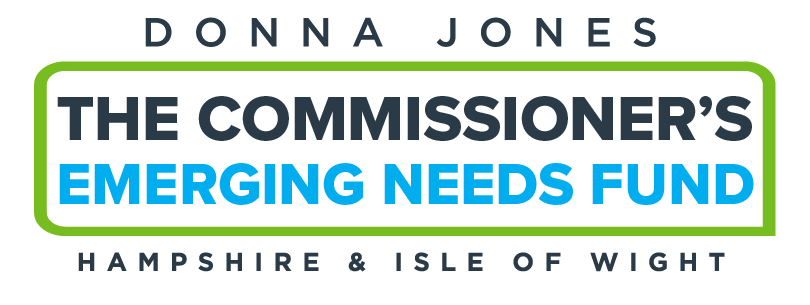 DONNA JONES
THE COMMISSIONER’S
EMERGING NEEDS FUND
HAMPSHIRE & ISLE OF WIGHT